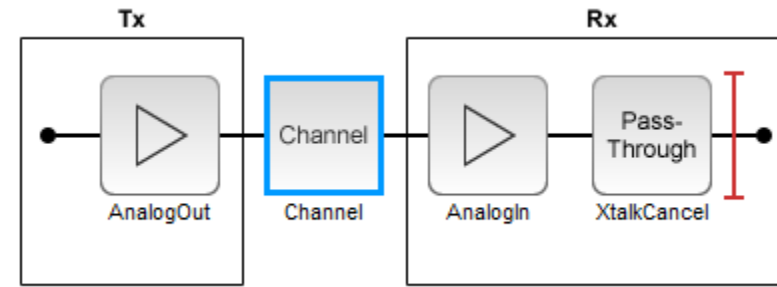 Tx
Rx
Channel
Pass-
Through
AnalogOut
Channel
AnalogIn
XtalkCancel